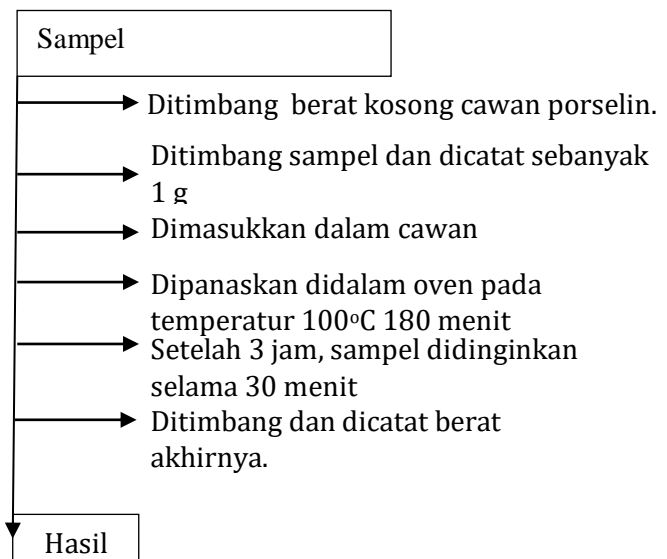 Sampel
Ditimbang berat kosong cawan porselin.
Ditimbang sampel dan dicatat sebanyak
1 g
Dimasukkan dalam cawan
Dipanaskan didalam oven pada
temperatur 100°C 180 menit
Setelah 3 jam, sampel didinginkan
selama 30 menit
Ditimbang dan dicatat berat
akhirnya.
Hasil